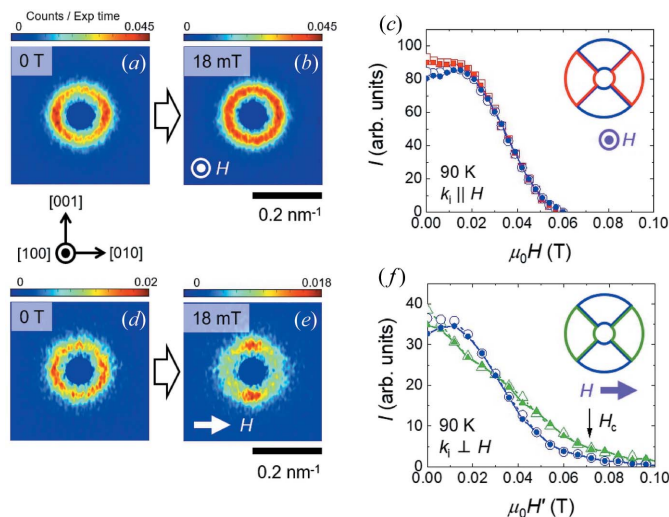 Counts / Exp time
0 0.045 0 0.045
0 T (a) 18 mT (b)
H
0.2 nm-1
[001]
[100] [010]
0 0.02 0 0.018
0 T (d) 18 mT (e)
H
0.2 nm-1
(c)
I (arb. units)
100
80
60
40
20
0
H
90 K
ki || H
0.00 0.02 0.04 0.06 0.08 0.10
μ0H (T)
(f)
I (arb. units)
40
30
20
10
0
H
Hc
90 K
ki ⊥ H
0.00 0.02 0.04 0.06 0.08 0.10
μ0H′ (T)